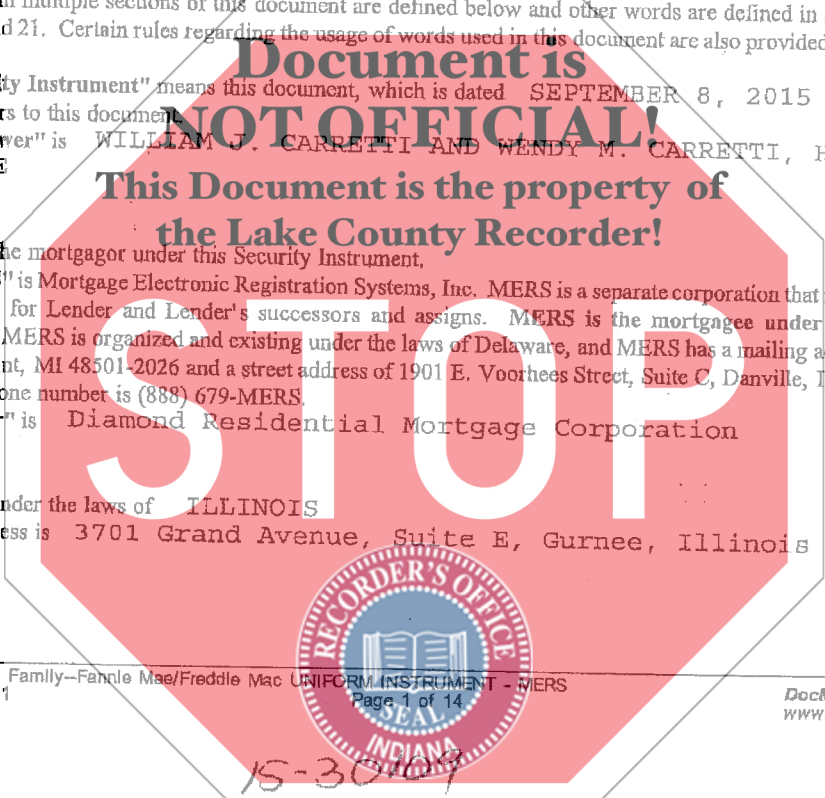 multiple sections of this document are defined below and other words are defined in
d 21. Certain rules regarding the usage of words used in this document are also provided
Document is
ty Instrument" means this document, which is dated SEPTEMBER 8, 2015
rs to this document.
NOT OFFICIAL!
wer" is WILLIAM J. CARRETTI AND WENDY M. CARRETTI, H
E
This Document is the property of
the Lake County Recorder!
he mortgagor under this Security Instrument.
" is Mortgage Electronic Registration Systems, Inc. MERS is a separate corporation that
for Lender and Lender's successors and assigns. MERS is the mortgagee under
MERS is organized and existing under the laws of Delaware, and MERS has a mailing a
nt, MI 48501-2026 and a street address of 1901 E. Voorhees Street, Suite C, Danville, I
one number is (888) 679-MERS.
STOP
" is Diamond Residential Mortgage Corporation
nder the laws of ILLINOIS
ess is 3701 Grand Avenue, Suite E, Gurnee, Illinois
RECORDER'S OFFICE
Family--Fannie Mae/Freddie Mac UNIFORM INSTRUMENT - MERS
1
Page 1 of 14
DocM
www.
SEAL
INDIANA
15-30109